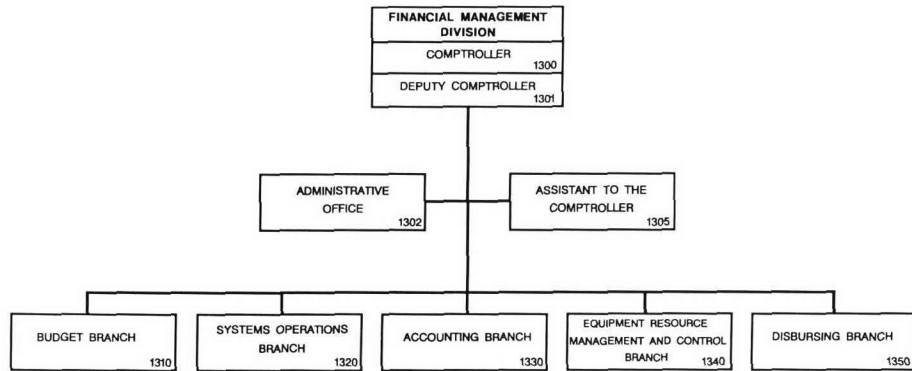 FINANCIAL MANAGEMENT
DIVISION
COMPTROLLER
1300
DEPUTY COMPTROLLER
1301
ADMINISTRATIVE
OFFICE
1302
ASSISTANT TO THE
COMPTROLLER
1305
BUDGET BRANCH
1310
SYSTEMS OPERATIONS
BRANCH
1320
ACCOUNTING BRANCH
1330
EQUIPMENT RESOURCE
MANAGEMENT AND CONTROL
BRANCH
1340
DISBURSING BRANCH
1350